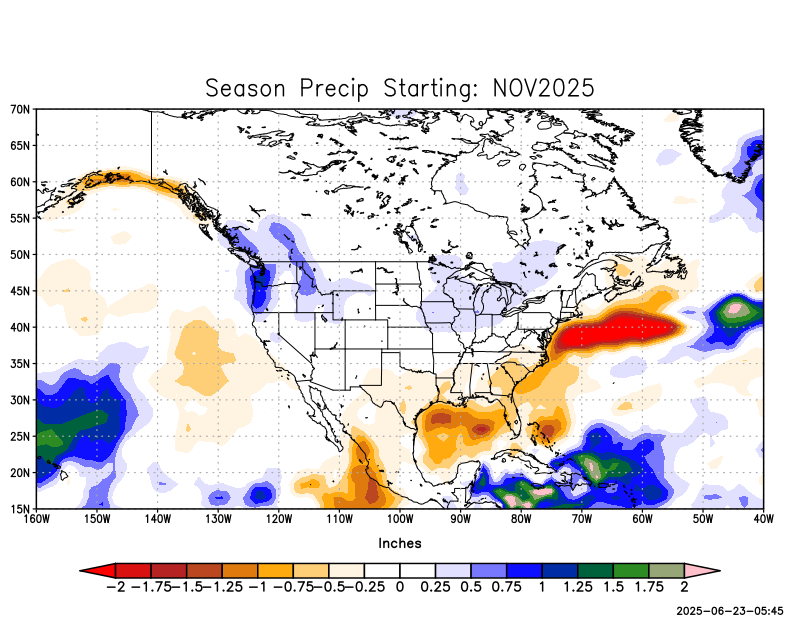 Season Precip Starting: NOV2025
70N
65N
60N
55N
50N
45N
40N
35N
30N
25N
20N
15N
160W 150W 140W 130W 120W 110W 100W 90W 80W 70W 60W 50W 40W
Inches
−2 −1.75−1.5−1.25 −1 −0.75−0.5−0.25 0 0.25 0.5 0.75 1 1.25 1.5 1.75 2
2025-06-23-05:45